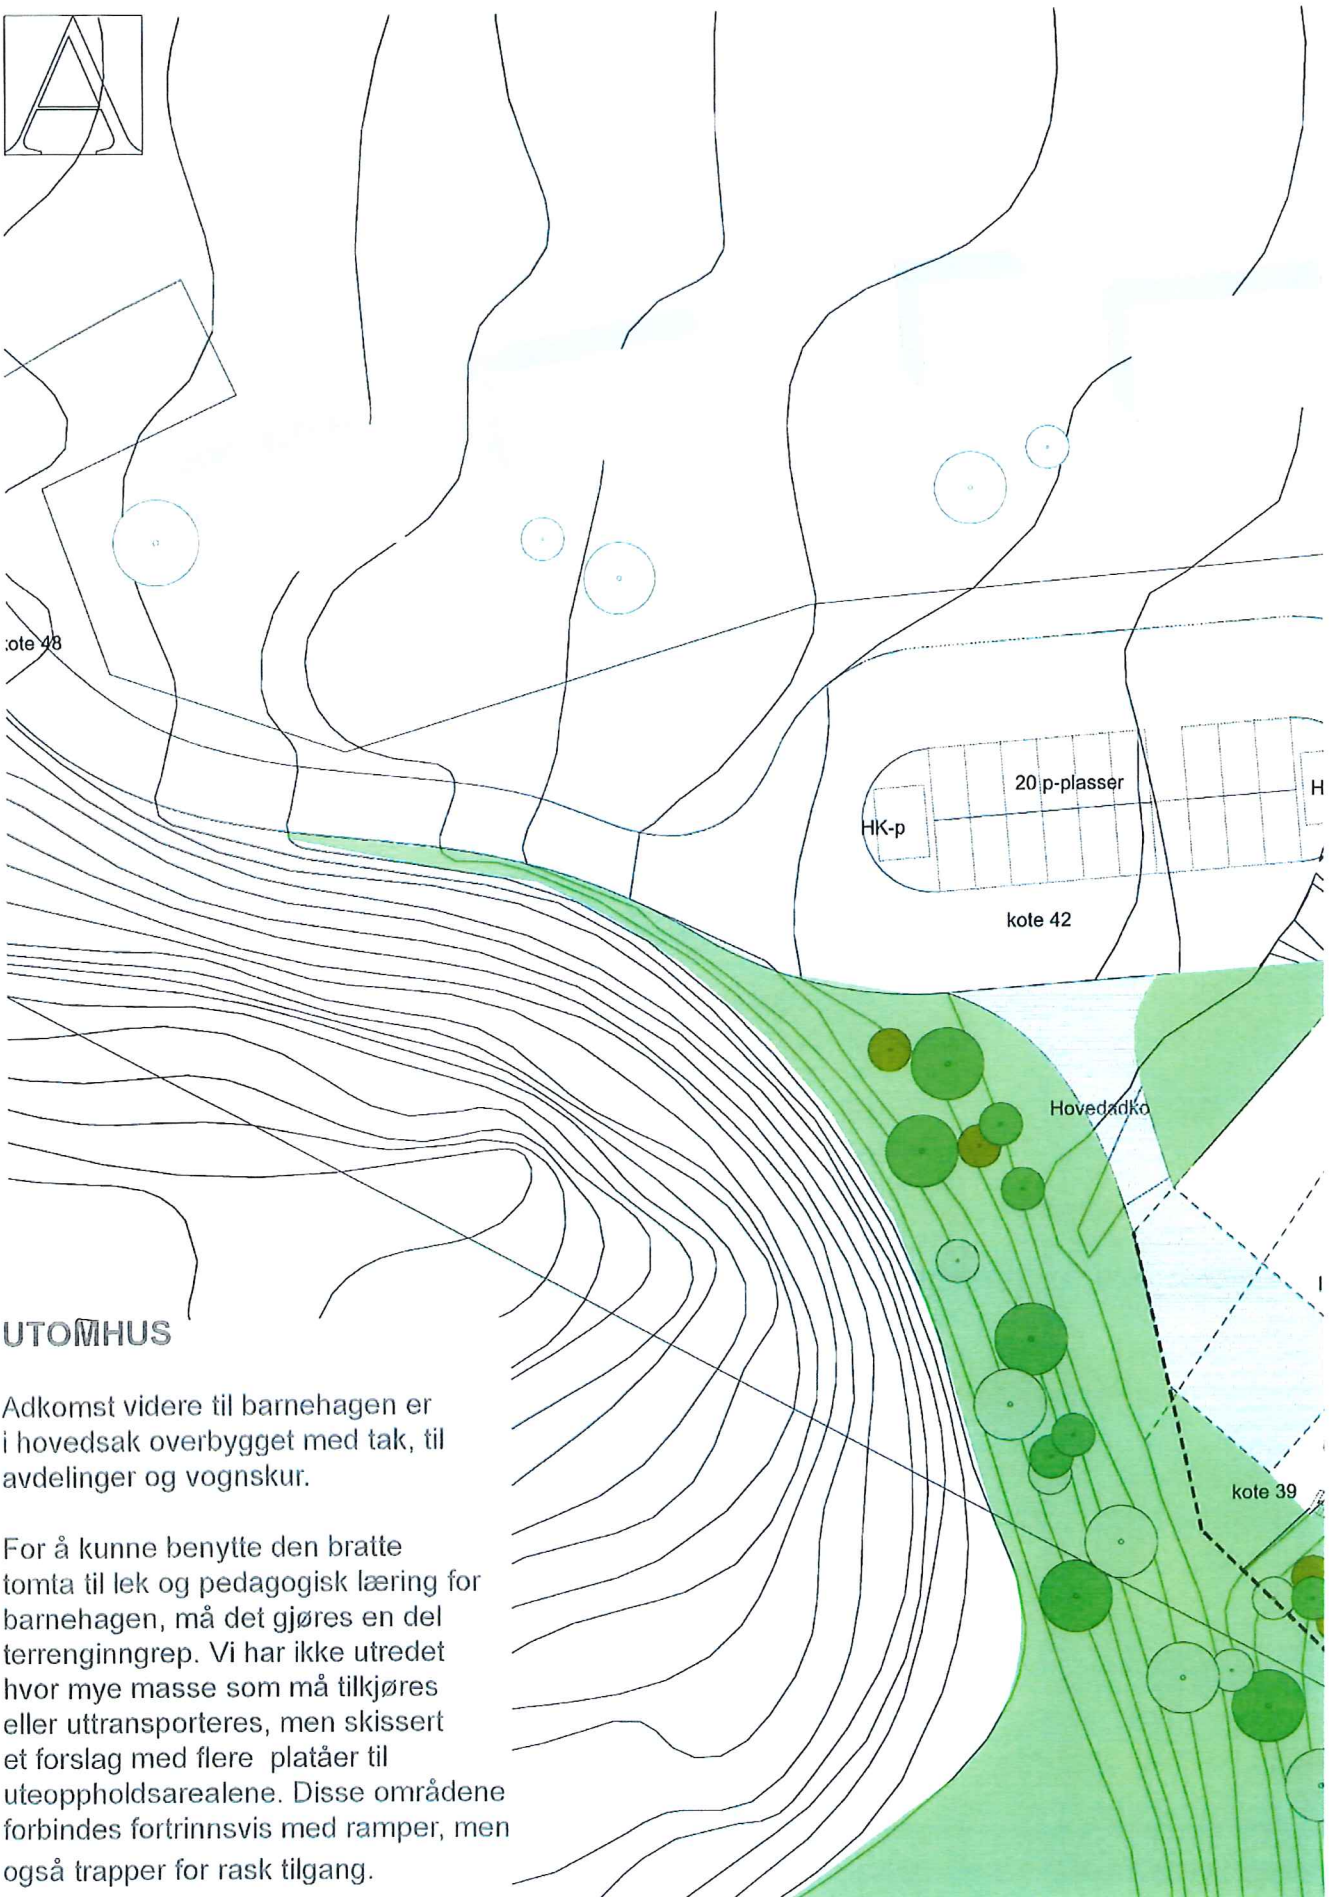 A
kote 48
20 p-plasser
HK-p
H
kote 42
Hovedadko
kote 39
UTOMHUS
Adkomst videre til barnehagen er
i hovedsak overbygget med tak, til
avdelinger og vognskur.
For å kunne benytte den bratte
tomta til lek og pedagogisk læring for
barnehagen, må det gjøres en del
terrenginngrep. Vi har ikke utredet
hvor mye masse som må tilkjøres
eller uttransporteres, men skissert
et forslag med flere platåer til
uteoppholdsarealene. Disse områdene
forbindes fortrinnsvis med ramper, men
også trapper for rask tilgang.